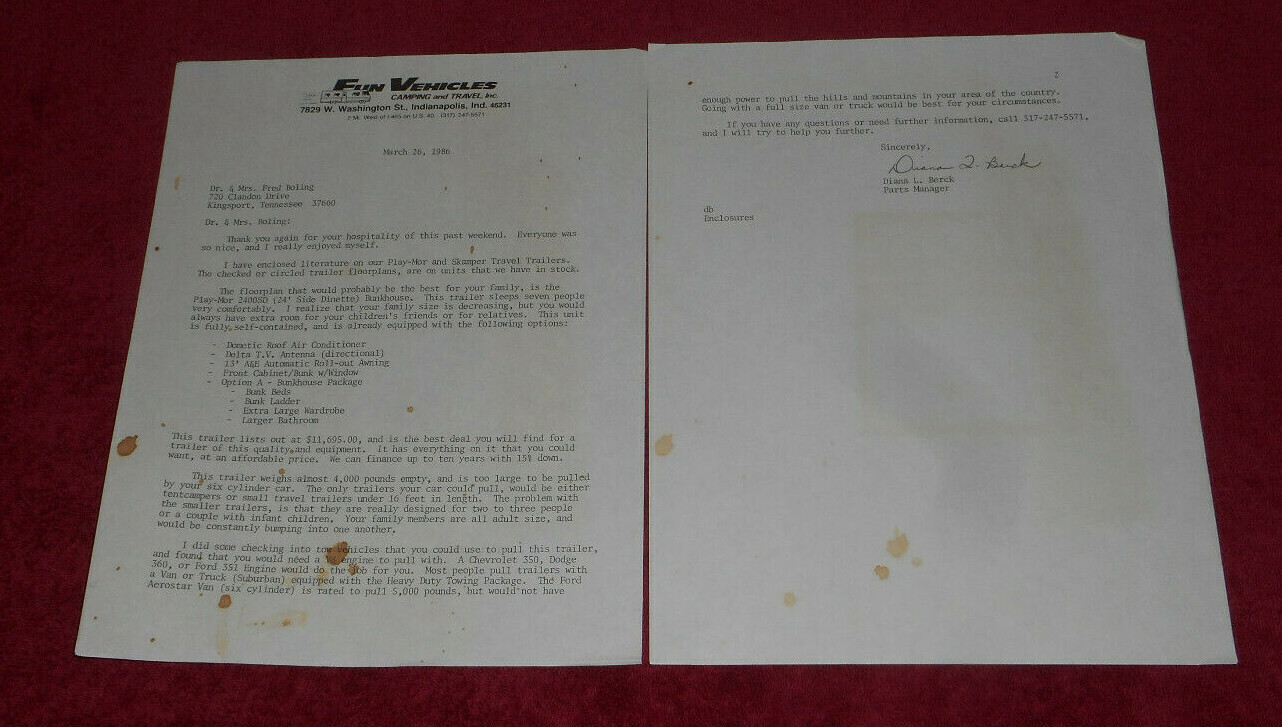 FUN VEHICLES
CAMPING and TRAVEL Inc.
7829 W. Washington St., Indianapolis, Ind. 46231
2 Mi. West of I-465 on U.S. 40 (317) 247-5571
March 26, 1986
Dr. & Mrs. Fred Boling
720 Clandon Drive
Kingsport, Tennessee 37660
Dr. & Mrs. Boling:
Thank you again for your hospitality of this past weekend. Everyone was
so nice, and I really enjoyed myself.
I have enclosed literature on our Play-Mor and Skamper Travel Trailers.
The checked or circled trailer floorplans, are on units that we have in stock.
The floorplan that would probably be the best for your family, is the
Play-Mor 2400SD (24' Side Dinette) Bunkhouse. This trailer sleeps seven people
very comfortably. I realize that your family size is decreasing, but you would
always have extra room for your children's friends or for relatives. This unit
is fully self-contained, and is already equipped with the following options:
- Dometic Roof Air Conditioner
- Delta T.V. Antenna (directional)
- 13' A&E Automatic Roll-out Awning
- Front Cabinet/Bunk w/Window
- Option A - Bunkhouse Package
- Bunk Beds
- Bunk Ladder
- Extra Large Wardrobe
- Larger Bathroom
This trailer lists out at $11,695.00, and is the best deal you will find for a
trailer of this quality and equipment. It has everything on it that you could
want, at an affordable price. We can finance up to ten years with 15% down.
This trailer weighs almost 4,000 pounds empty, and is too large to be pulled
by your six cylinder car. The only trailers your car could pull, would be either
tentcampers or small travel trailers under 16 feet in length. The problem with
the smaller trailers, is that they are really designed for two to three people
or a couple with infant children. Your family members are all adult size, and
would be constantly bumping into one another.
I did some checking into tow vehicles that you could use to pull this trailer,
and found that you would need a engine to pull with. A Chevrolet 350, Dodge
360, or Ford 351 Engine would do the job for you. Most people pull trailers with
a Van or Truck (Suburban) equipped with the Heavy Duty Towing Package. The Ford
Aerostar Van (six cylinder) is rated to pull 5,000 pounds, but would not have
2
enough power to pull the hills and mountains in your area of the country.
Going with a full size van or truck would be best for your circumstances.
If you have any questions or need further information, call 317-247-5571,
and I will try to help you further.
Sincerely,
Diana L. Berck
Diana L. Berck
Parts Manager
db
Enclosures